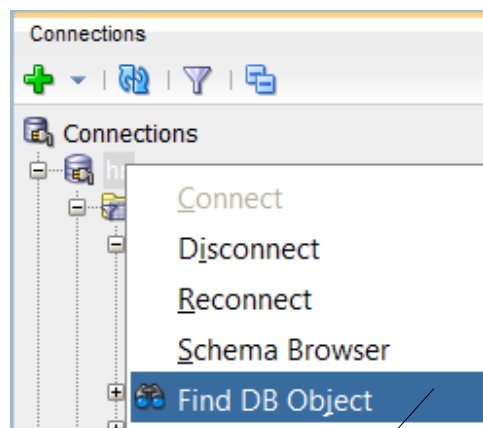 Connections
Connections
Connect
Disconnect
Reconnect
Schema Browser
Find DB Object